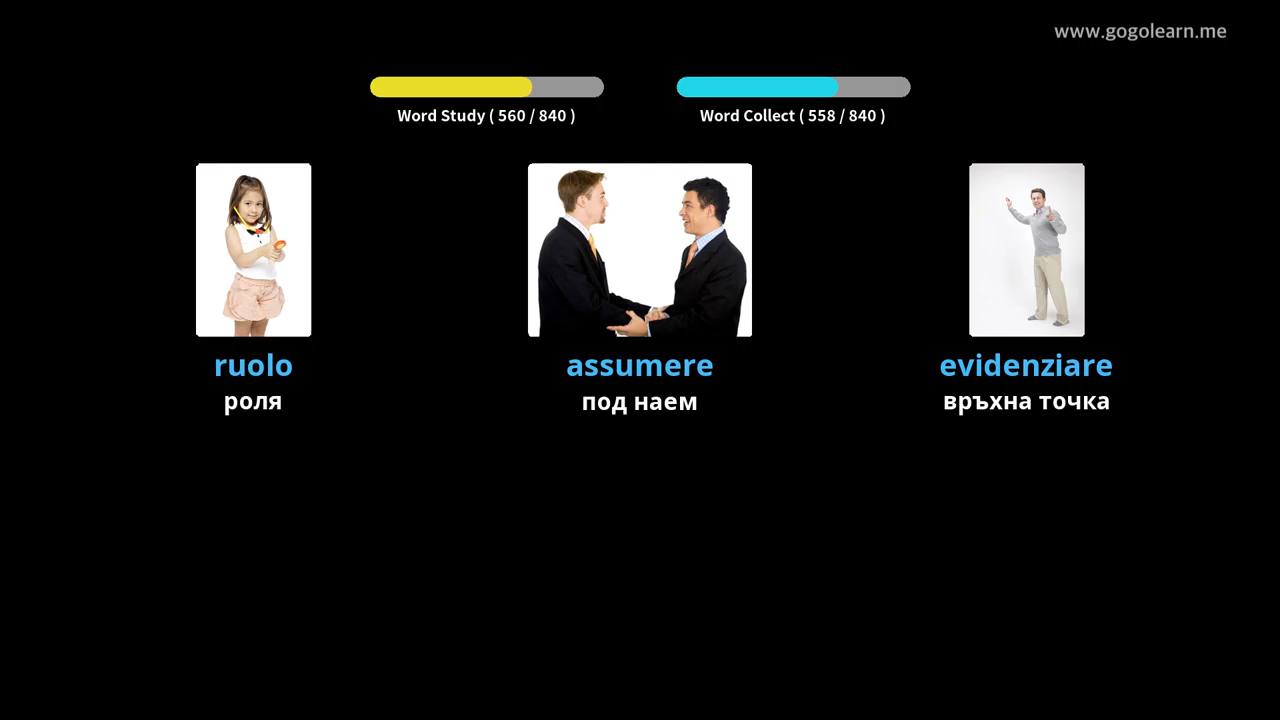 www.gogolearn.me
Word Study ( 560 / 840 )
Word Collect ( 558 / 840 )
ruolo
assumere
evidenziare
роля
под наем
връхна точка